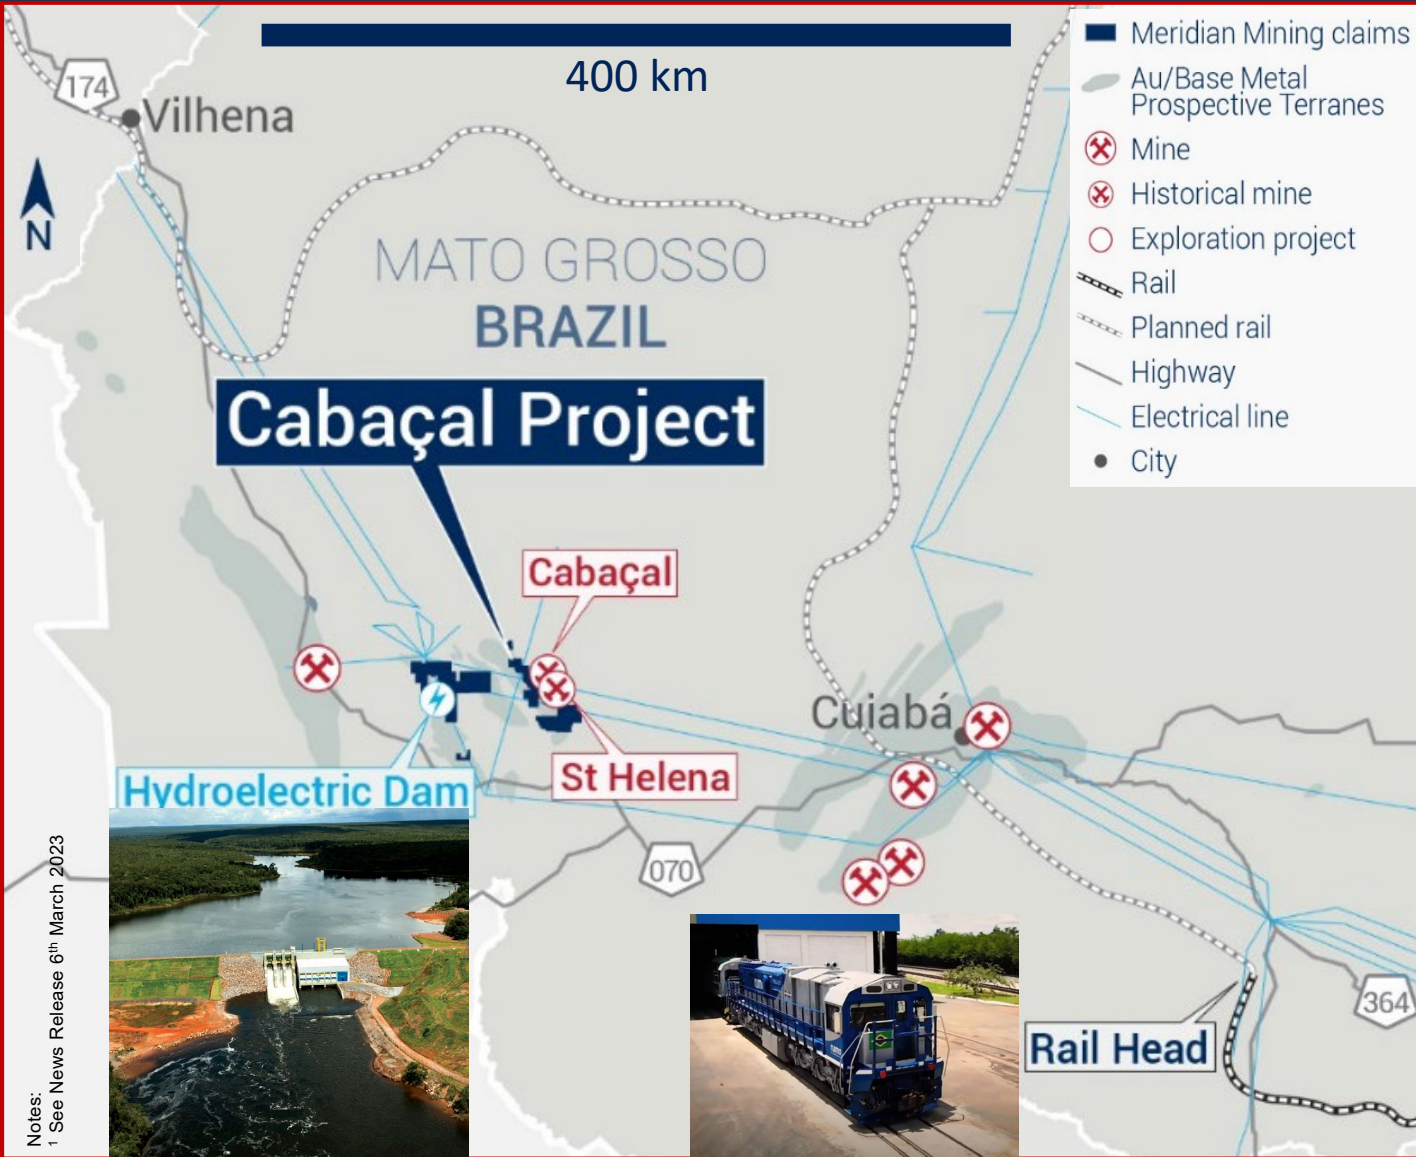 400 km
174
Vilhena
N
MATO GROSSO
BRAZIL
Cabaçal Project
Cabaçal
Cuiabá
St Helena
Hydroelectric Dam
070
364
Rail Head
Meridian Mining claims
Au/Base Metal
Prospective Terranes
Mine
Historical mine
Exploration project
Rail
Planned rail
Highway
Electrical line
City
Notes:
¹ See News Release 6ᵗʰ March 2023